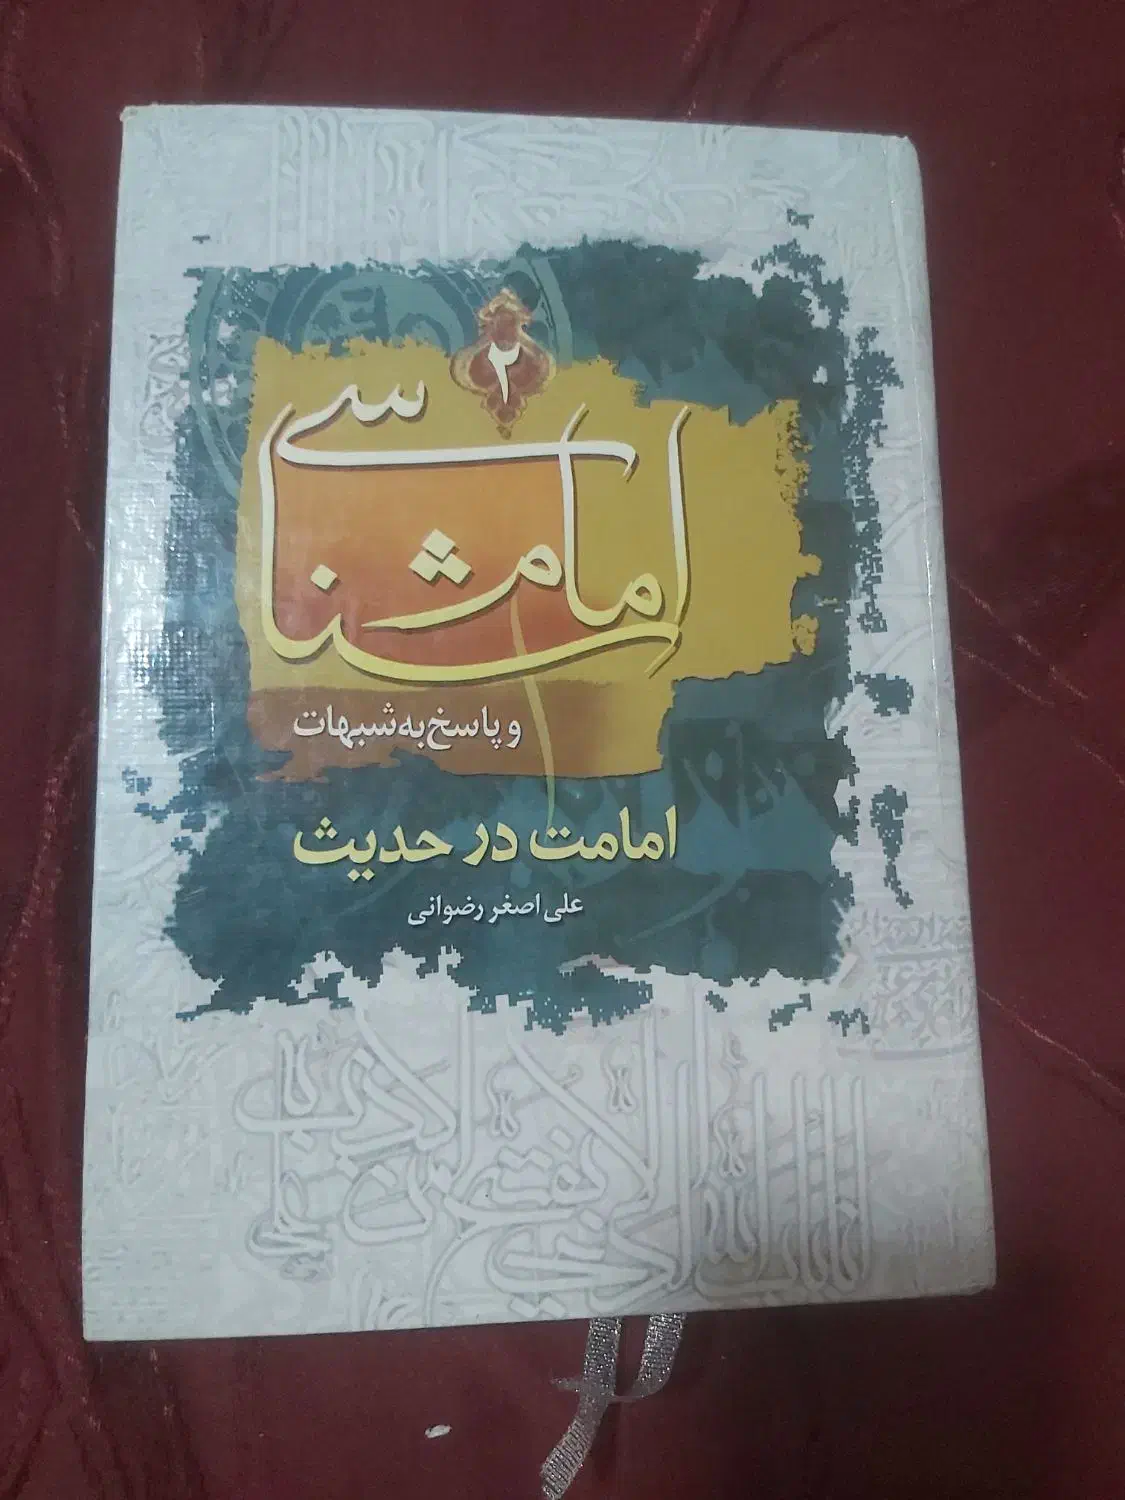 ۲
امام‌شناسی
و پاسخ به شبهات
امامت در حدیث
علی اصغر رضوانی